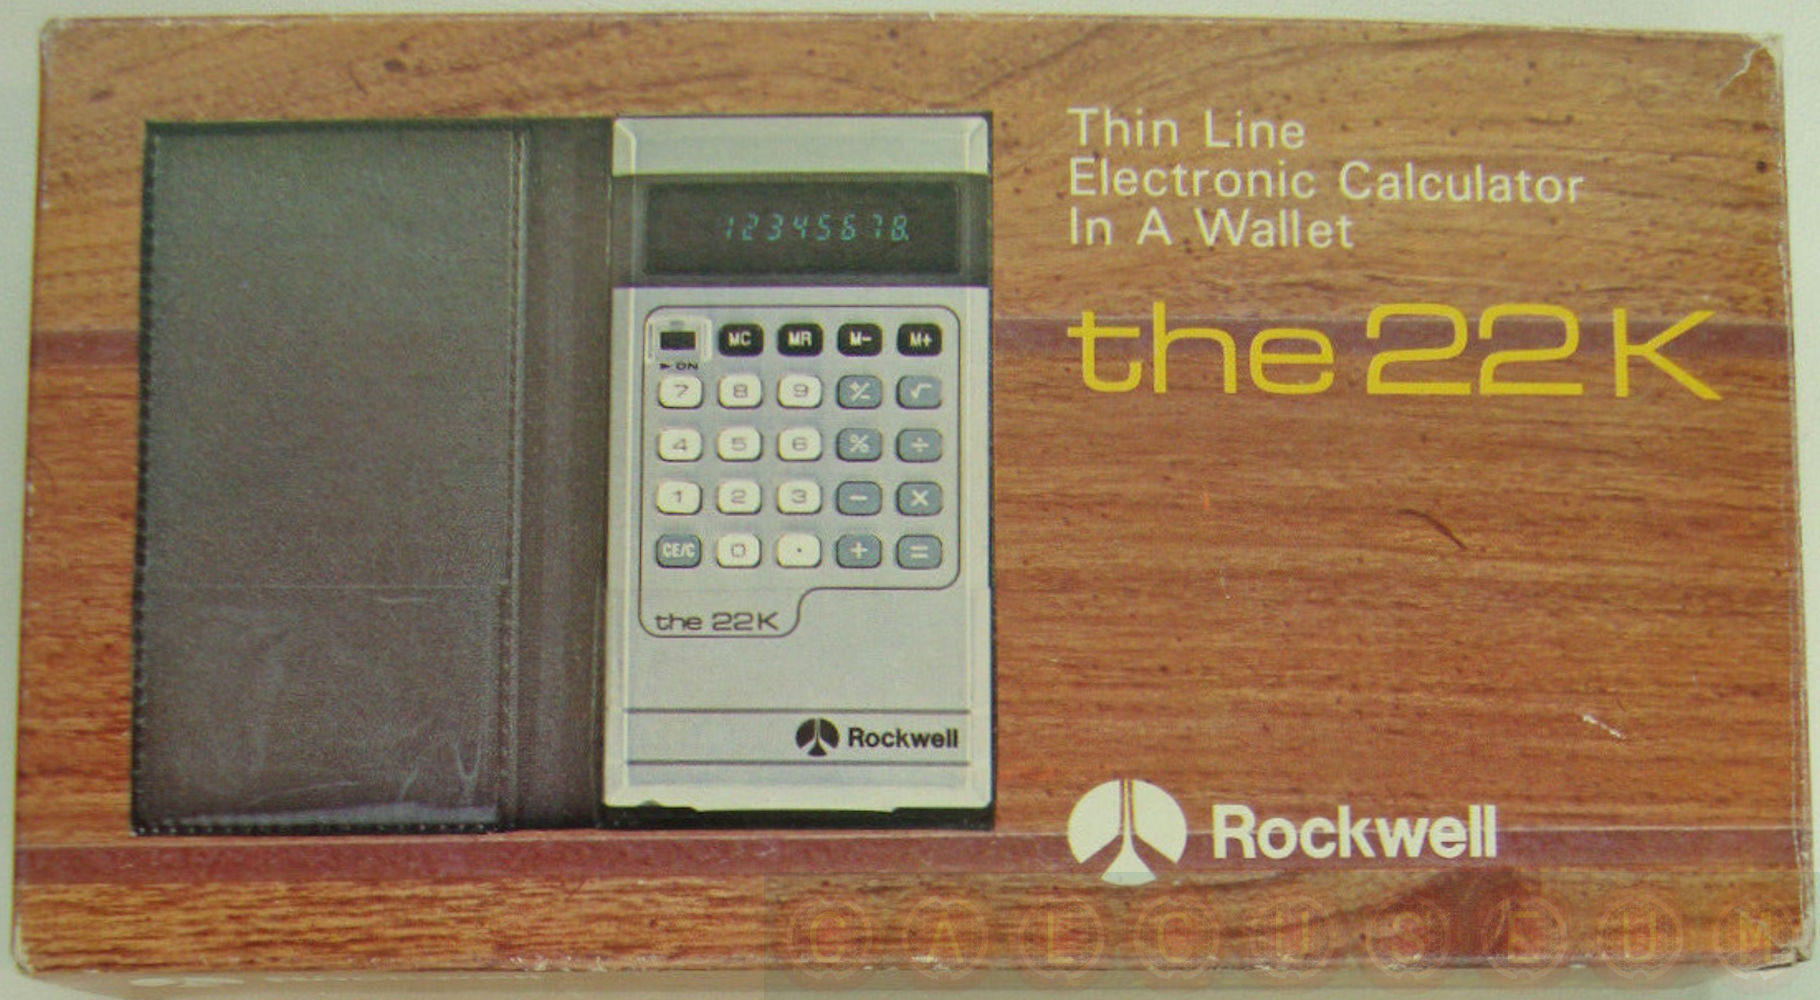 Thin Line
Electronic Calculator
In A Wallet
the 22K
Rockwell
12345678.
MC MR M- M+
► ON
7 8 9 +/- √
4 5 6 % ÷
1 2 3 - X
CE/C 0 . + =
the 22K
Rockwell
CALCUSEUM